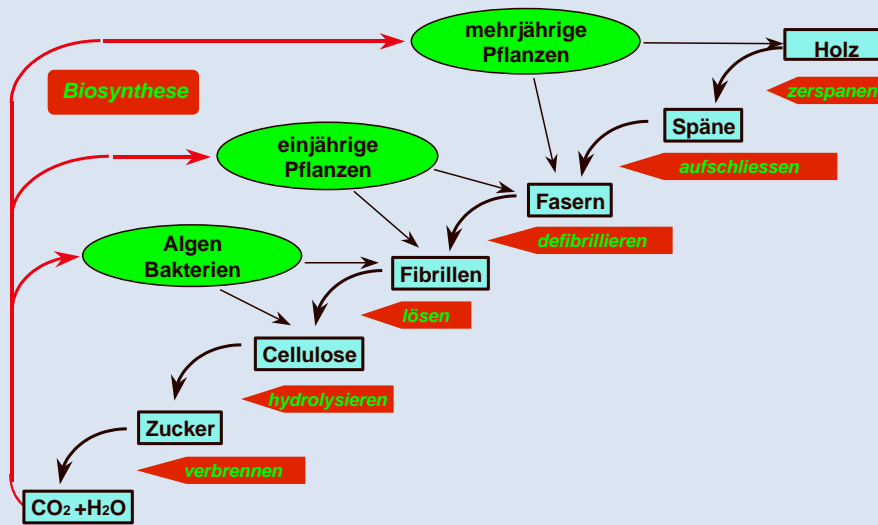 mehrjährige
Pflanzen
Holz
Biosynthese
zerspanen
Späne
einjährige
Pflanzen
aufschliessen
Fasern
Algen
Bakterien
defibrillieren
Fibrillen
lösen
Cellulose
hydrolysieren
Zucker
verbrennen
CO₂ +H₂O